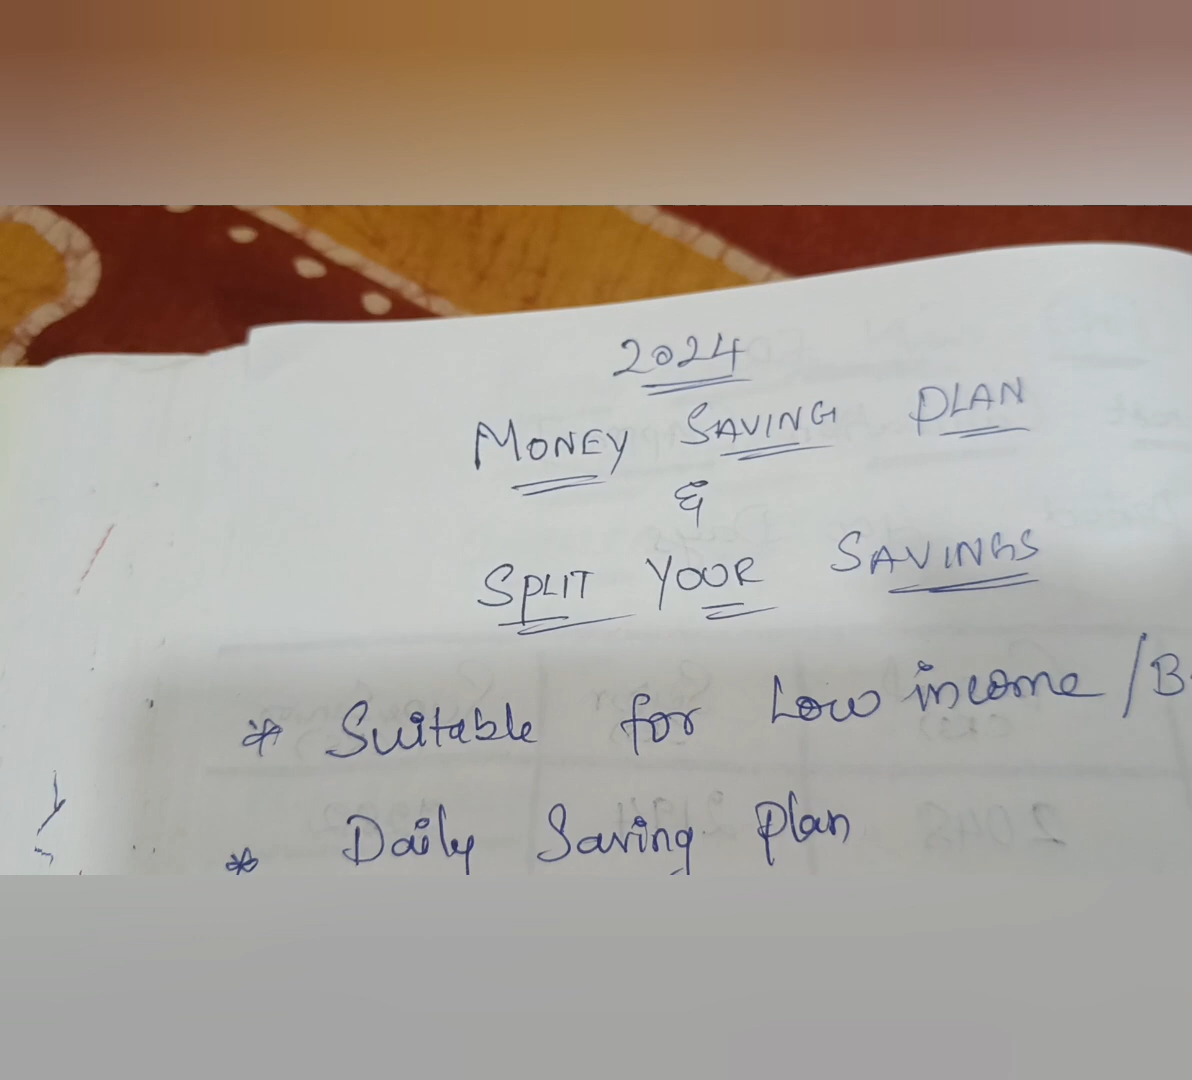 2024
MONEY SAVING PLAN
&
SPLIT YOUR SAVINGS
* Suitable for Low income /B
* Daily Saving Plan